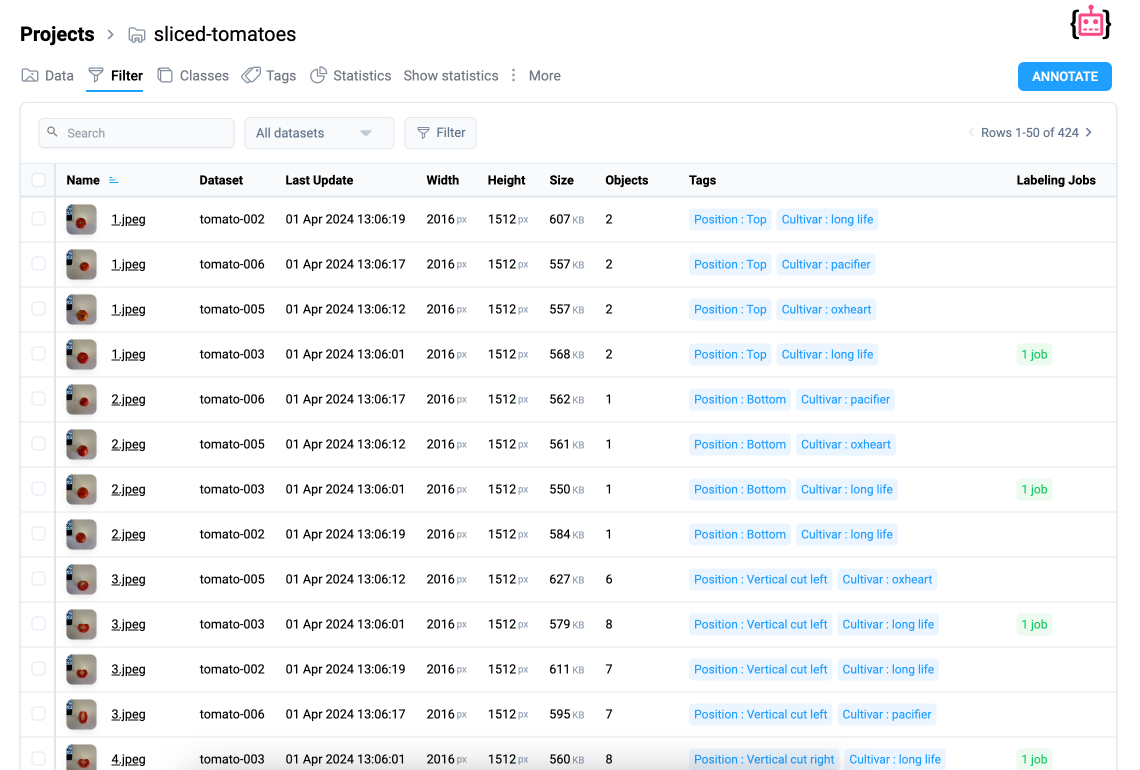 Projects > sliced-tomatoes
Data Filter Classes Tags Statistics Show statistics More
ANNOTATE
Search All datasets Filter Rows 1-50 of 424
Name Dataset Last Update Width Height Size Objects Tags Labeling Jobs
1.jpeg tomato-002 01 Apr 2024 13:06:19 2016 px 1512 px 607 KB 2 Position : Top Cultivar : long life
1.jpeg tomato-006 01 Apr 2024 13:06:17 2016 px 1512 px 557 KB 2 Position : Top Cultivar : pacifier
1.jpeg tomato-005 01 Apr 2024 13:06:12 2016 px 1512 px 557 KB 2 Position : Top Cultivar : oxheart
1.jpeg tomato-003 01 Apr 2024 13:06:01 2016 px 1512 px 568 KB 2 Position : Top Cultivar : long life 1 job
2.jpeg tomato-006 01 Apr 2024 13:06:17 2016 px 1512 px 562 KB 1 Position : Bottom Cultivar : pacifier
2.jpeg tomato-005 01 Apr 2024 13:06:12 2016 px 1512 px 561 KB 1 Position : Bottom Cultivar : oxheart
2.jpeg tomato-003 01 Apr 2024 13:06:01 2016 px 1512 px 550 KB 1 Position : Bottom Cultivar : long life 1 job
2.jpeg tomato-002 01 Apr 2024 13:06:19 2016 px 1512 px 584 KB 1 Position : Bottom Cultivar : long life
3.jpeg tomato-005 01 Apr 2024 13:06:12 2016 px 1512 px 627 KB 6 Position : Vertical cut left Cultivar : oxheart
3.jpeg tomato-003 01 Apr 2024 13:06:01 2016 px 1512 px 579 KB 8 Position : Vertical cut left Cultivar : long life 1 job
3.jpeg tomato-002 01 Apr 2024 13:06:19 2016 px 1512 px 611 KB 7 Position : Vertical cut left Cultivar : long life
3.jpeg tomato-006 01 Apr 2024 13:06:17 2016 px 1512 px 595 KB 7 Position : Vertical cut left Cultivar : pacifier
4.jpeg tomato-003 01 Apr 2024 13:06:01 2016 px 1512 px 560 KB 8 Position : Vertical cut right Cultivar : long life 1 job